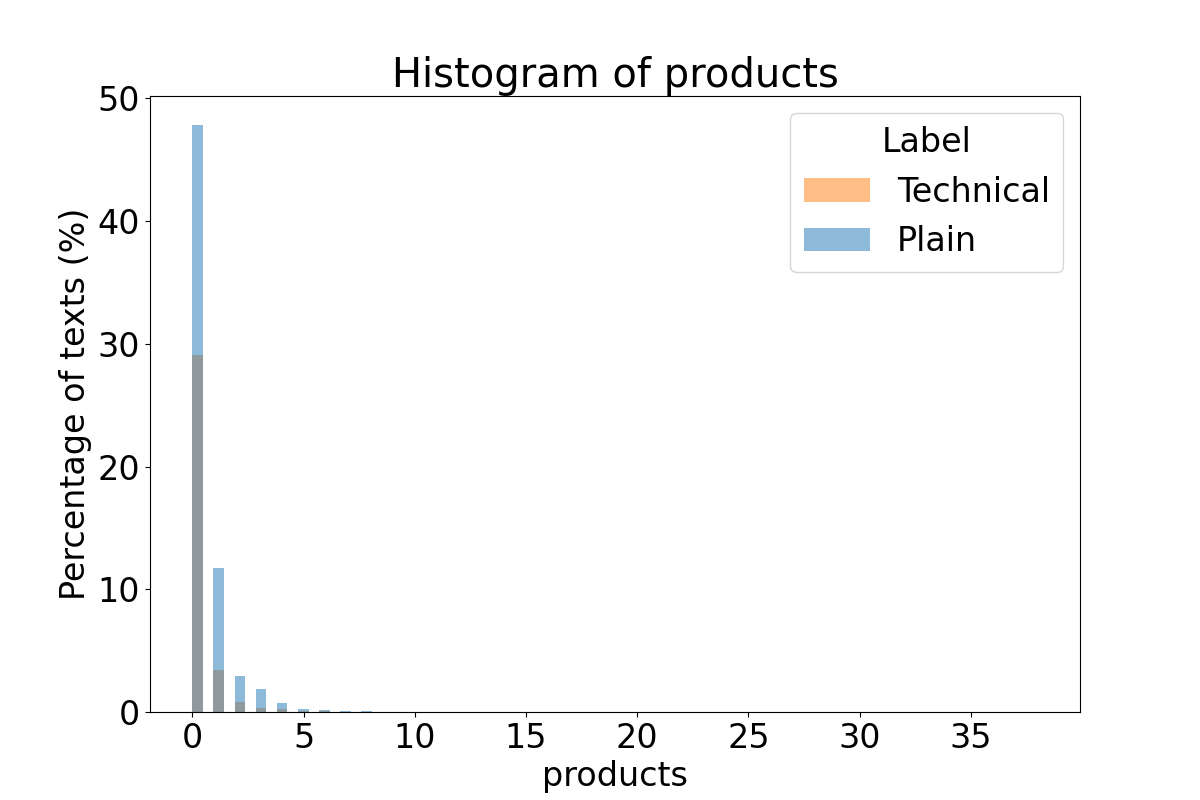 Histogram of products
Label
Technical
Plain
Percentage of texts (%)
50
40
30
20
10
0
0 5 10 15 20 25 30 35
products